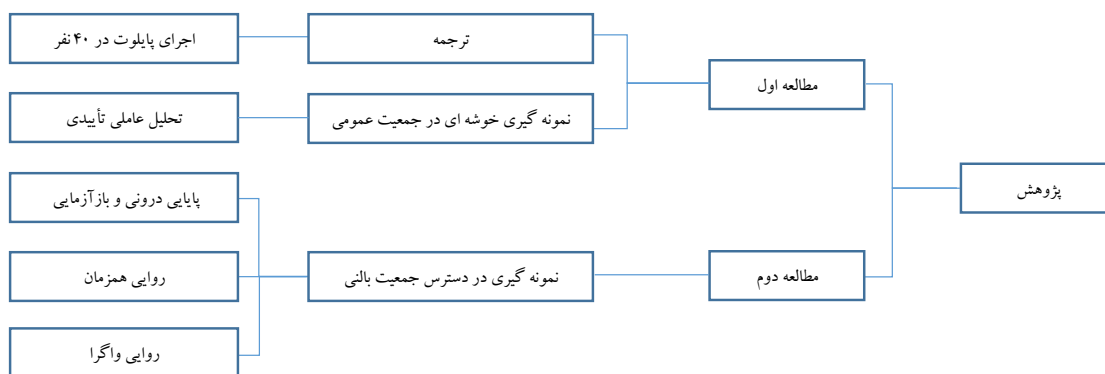 پژوهش
مطالعه اول
ترجمه
اجرای پایلوت در ۴۰ نفر
نمونه گیری خوشه ای در جمعیت عمومی
تحلیل عاملی تأییدی
مطالعه دوم
نمونه گیری در دسترس جمعیت بالنی
پایایی درونی و بازآزمایی
روایی همزمان
روایی واگرا